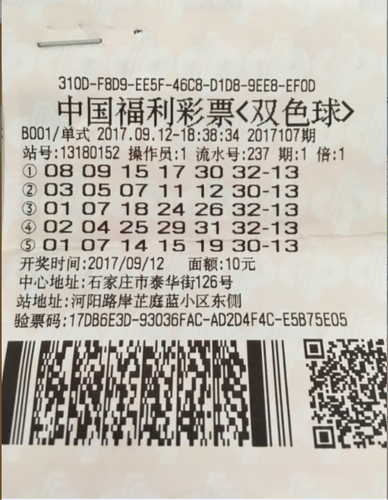 310D-F8D9-EE5F-46C8-D1D8-9EE8-EF0D
中国福利彩票<双色球>
B001/单式 2017.09.12-18:38:34 2017107期
站号:13180152 操作员:1 流水号:237 期:1 倍:1
① 08 09 15 17 30 32-13
② 03 05 07 11 12 30-13
③ 01 07 18 24 26 32-13
④ 02 04 25 29 31 32-13
⑤ 01 07 14 15 19 30-13
开奖时间:2017/09/12 面额:10元
中心地址:石家庄市泰华街126号
站地址:河阳路岸芷庭蓝小区东侧
验票码:17DB6E3D-93036FAC-AD2D4F4C-E5B75E05